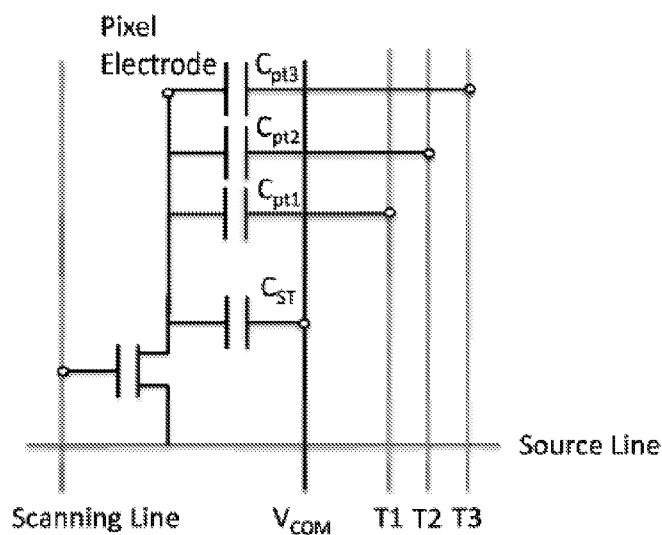 Pixel
Electrode
Cpt3
Cpt2
Cpt1
CST
Source Line
Scanning Line VCOM T1 T2 T3